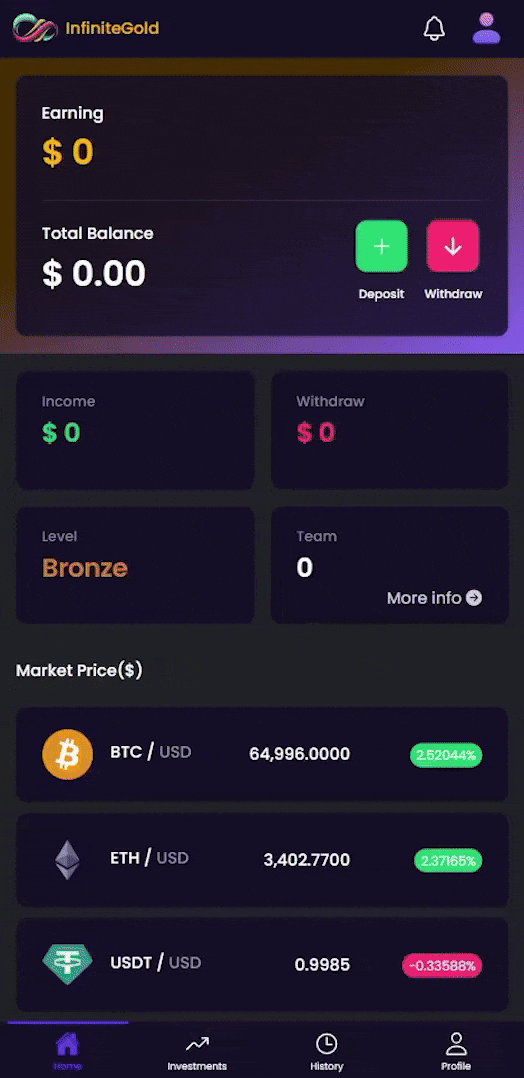 InfiniteGold
Earning
$ 0
Total Balance
$ 0.00
Deposit
Withdraw
Income
$ 0
Withdraw
$ 0
Level
Bronze
Team
0
More info
Market Price($)
BTC / USD 64,996.0000 2.52044%
ETH / USD 3,402.7700 2.37165%
USDT / USD 0.9985 -0.33588%
Home
Investments
History
Profile